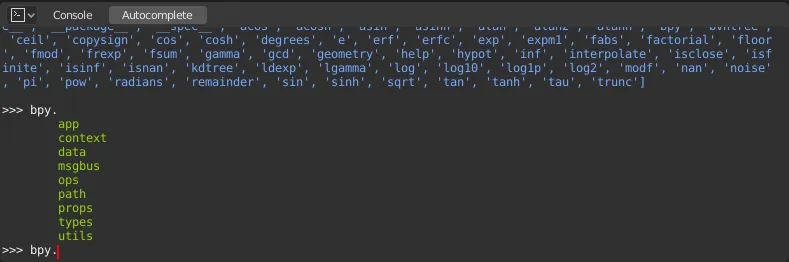 Console Autocomplete
'ceil', 'copysign', 'cos', 'cosh', 'degrees', 'e', 'erf', 'erfc', 'exp', 'expm1', 'fabs', 'factorial', 'floor
', 'fmod', 'frexp', 'fsum', 'gamma', 'gcd', 'geometry', 'help', 'hypot', 'inf', 'interpolate', 'isclose', 'isf
inite', 'isinf', 'isnan', 'kdtree', 'ldexp', 'lgamma', 'log', 'log10', 'log1p', 'log2', 'modf', 'nan', 'noise'
, 'pi', 'pow', 'radians', 'remainder', 'sin', 'sinh', 'sqrt', 'tan', 'tanh', 'tau', 'trunc']
>>> bpy.
app
context
data
msgbus
ops
path
props
types
utils
>>> bpy.